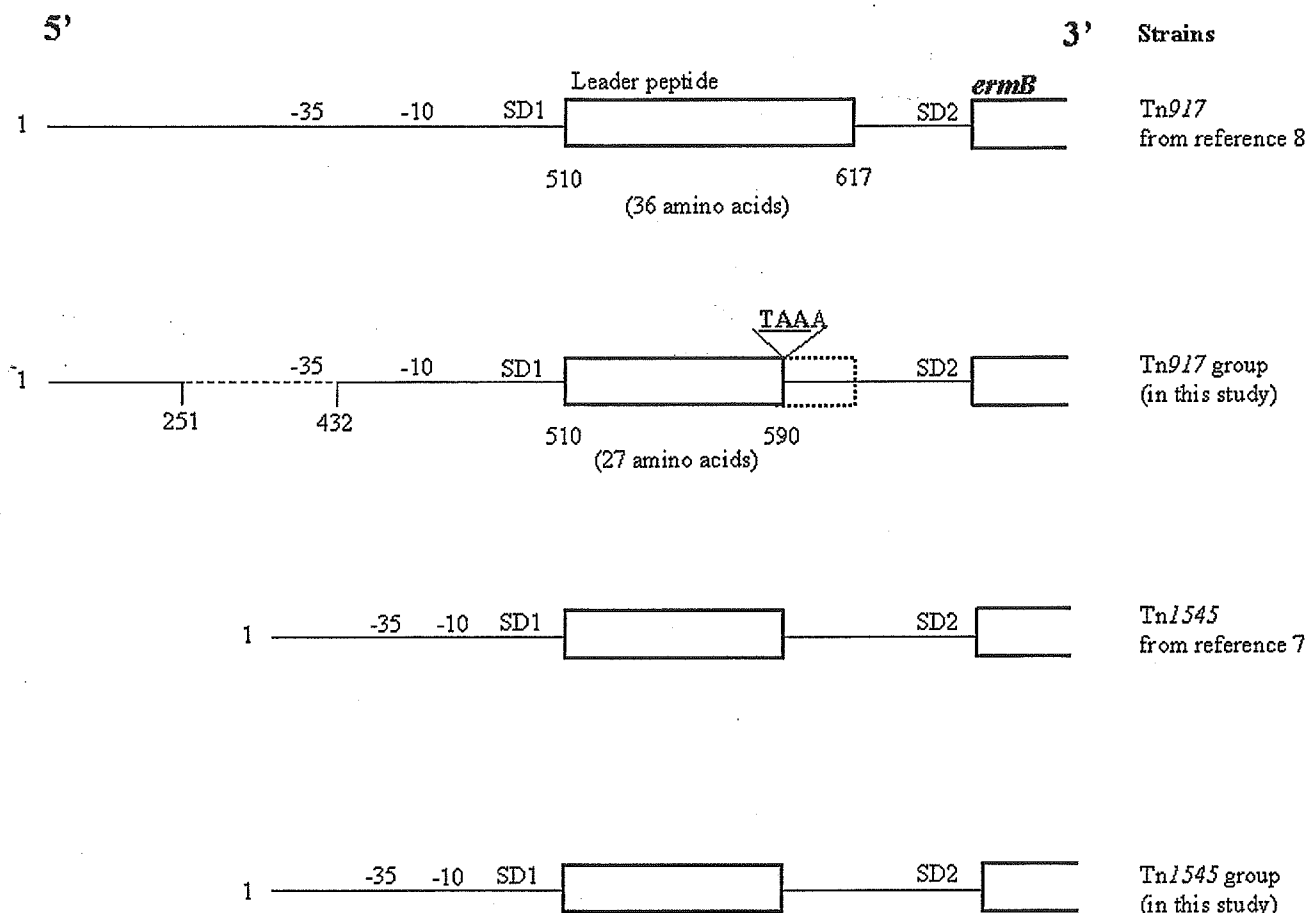 5’ 3’ Strains
Leader peptide ermB
1 -35 -10 SD1 SD2 Tn917
from reference 8
510 617
(36 amino acids)
TAAA
1 -35 -10 SD1 SD2 Tn917 group
(in this study)
251 432 510 590
(27 amino acids)
1 -35 -10 SD1 SD2 Tn1545
from reference 7
1 -35 -10 SD1 SD2 Tn1545 group
(in this study)